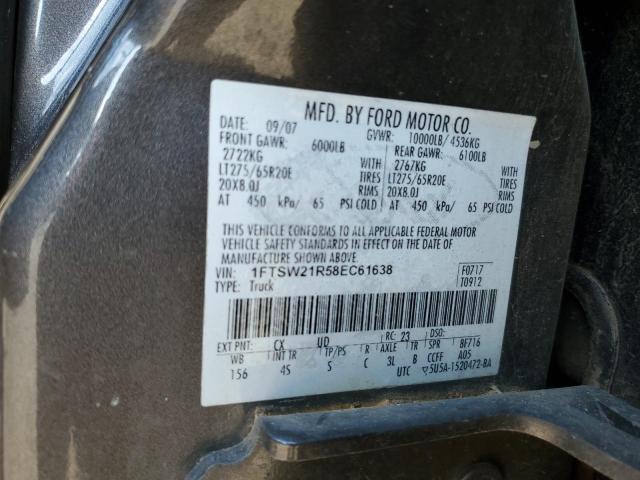 MFD. BY FORD MOTOR CO.
DATE: 09/07 GVWR: 10000LB/ 4536KG
FRONT GAWR: 6000LB REAR GAWR: 6100LB
2722KG WITH 2767KG WITH
LT275/65R20E TIRES LT275/65R20E TIRES
20X8.0J RIMS 20X8.0J RIMS
AT 450 kPa/ 65 PSI COLD AT 450 kPa/ 65 PSI COLD
THIS VEHICLE CONFORMS TO ALL APPLICABLE FEDERAL MOTOR
VEHICLE SAFETY STANDARDS IN EFFECT ON THE DATE OF
MANUFACTURE SHOWN ABOVE.
VIN: 1FTSW21R58EC61638 F0717
TYPE: Truck T0912
EXT PNT: CX UD RC: 23 DSO:
WB INT TR TP/PS R AXLE TR SPR BF716
156 4S S C 3L B CCFF A05
UTC ▽5U5A-1520472-BA